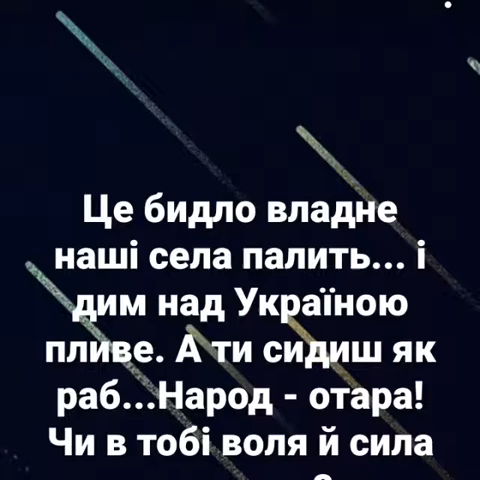 Це бидло владне
наші села палить... і
дим над Україною
пливе. А ти сидиш як
раб...Народ - отара!
Чи в тобі воля й сила